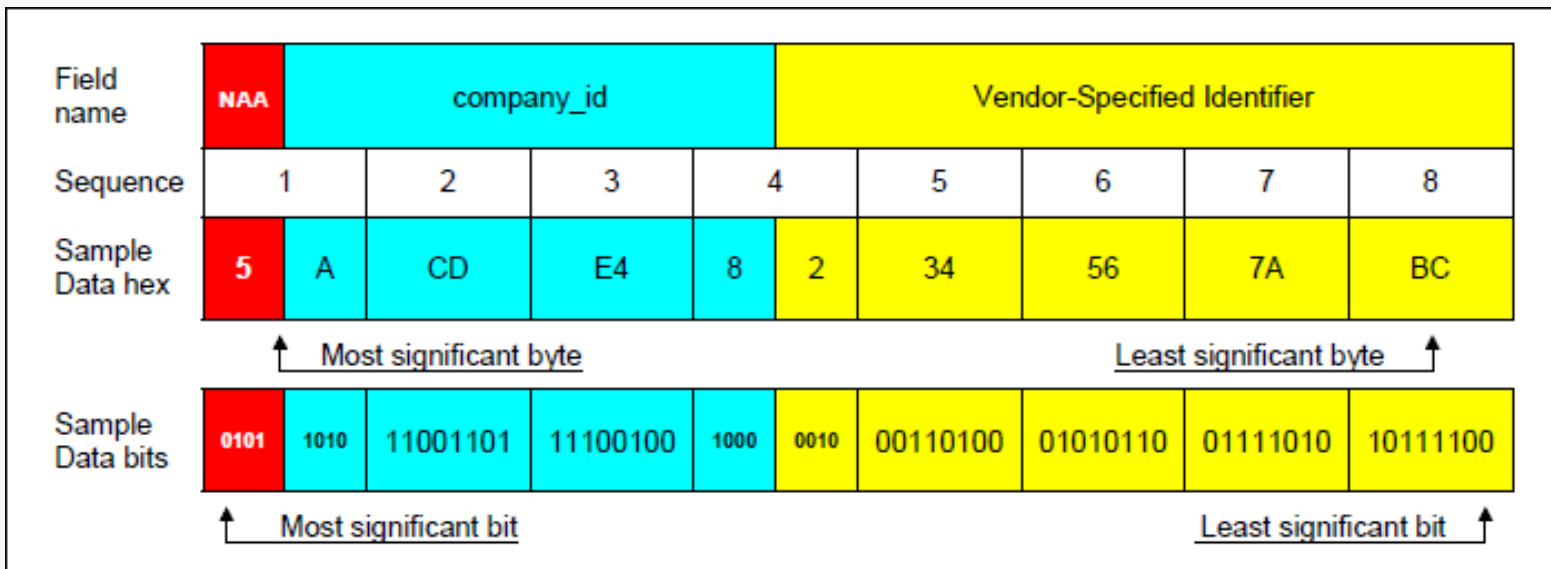 Field name NAA company_id Vendor-Specified Identifier
Sequence 1 2 3 4 5 6 7 8
Sample Data hex 5 A CD E4 8 2 34 56 7A BC
Most significant byte Least significant byte
Sample Data bits 0101 1010 11001101 11100100 1000 0010 00110100 01010110 01111010 10111100
Most significant bit Least significant bit